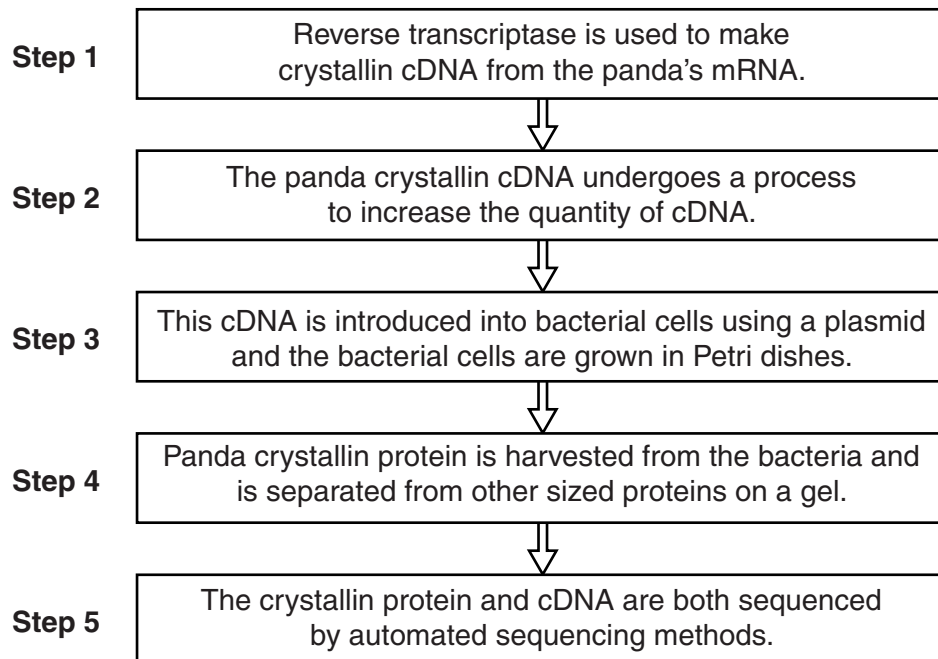 Step 1
Reverse transcriptase is used to make
crystallin cDNA from the panda's mRNA.
Step 2
The panda crystallin cDNA undergoes a process
to increase the quantity of cDNA.
Step 3
This cDNA is introduced into bacterial cells using a plasmid
and the bacterial cells are grown in Petri dishes.
Step 4
Panda crystallin protein is harvested from the bacteria and
is separated from other sized proteins on a gel.
Step 5
The crystallin protein and cDNA are both sequenced
by automated sequencing methods.